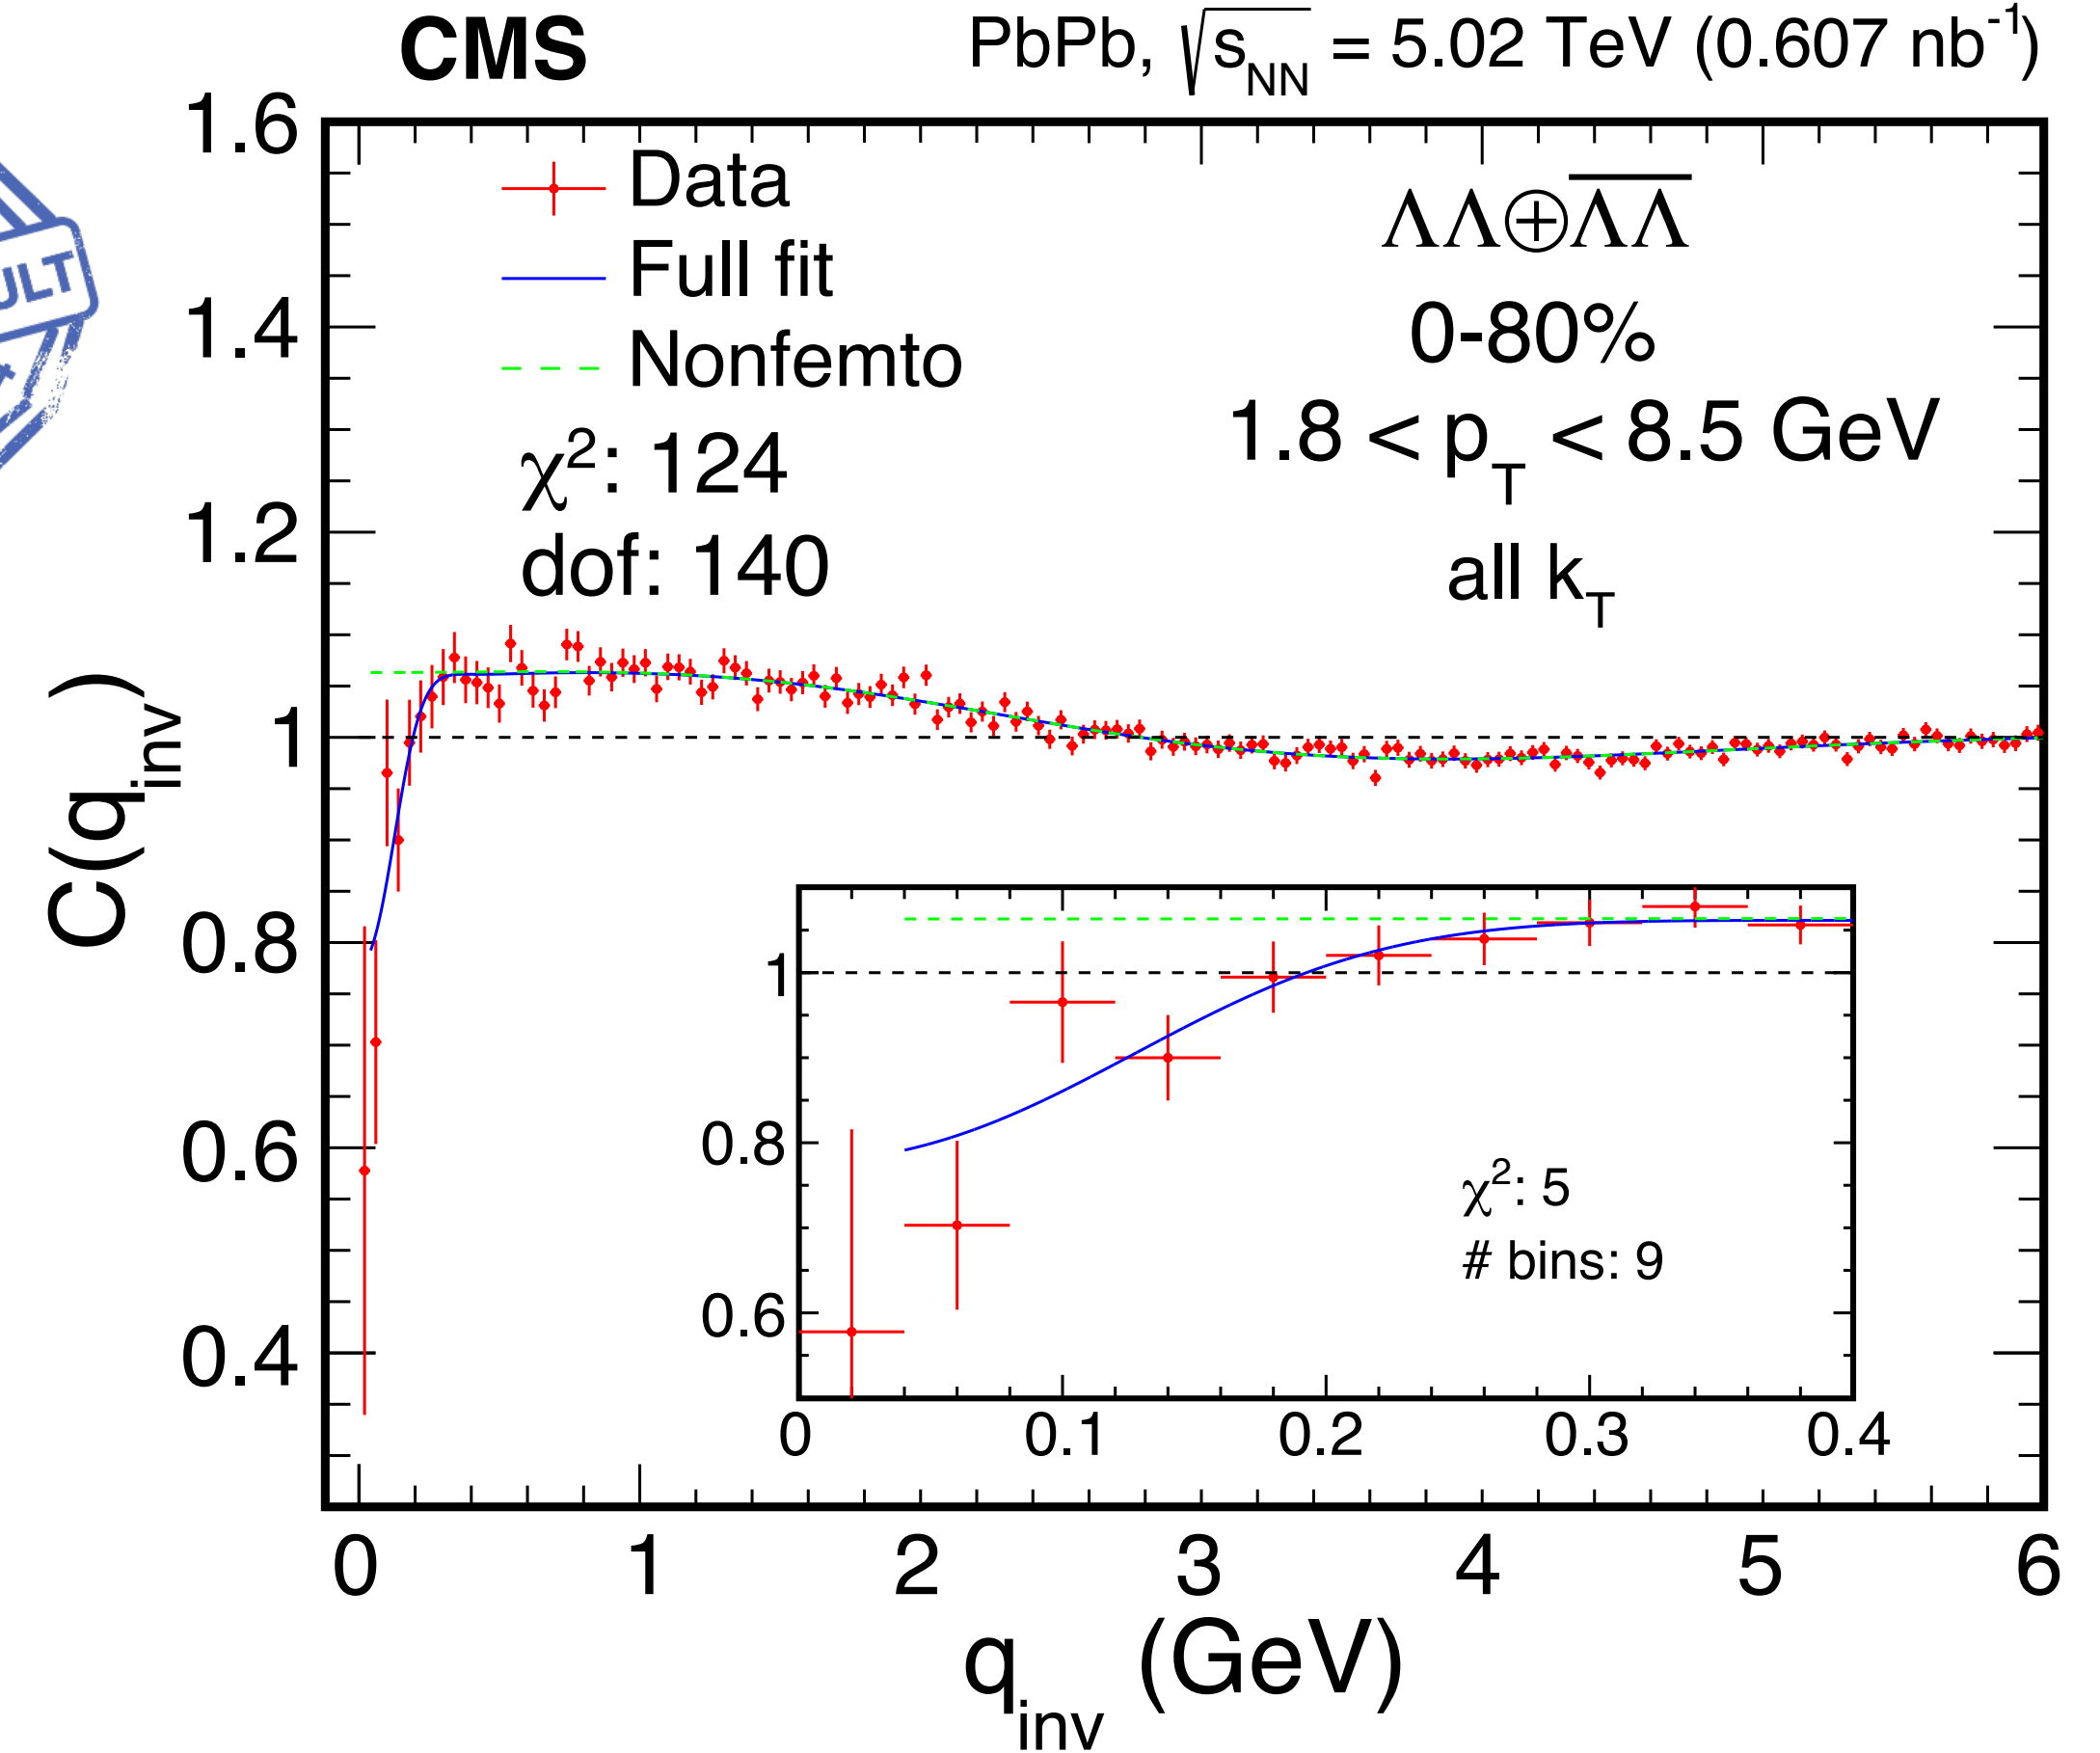 CMS
PbPb, √s_NN = 5.02 TeV (0.607 nb⁻¹)
ULT
Data
Full fit
Nonfemto
χ²: 124
dof: 140
ΛΛ⊕Λ̅Λ̅
0-80%
1.8 < p_T < 8.5 GeV
all k_T
1.6
1.4
1.2
1
0.8
0.6
0.4
C(q_inv)
1
0.8
0.6
χ²: 5
# bins: 9
0 0.1 0.2 0.3 0.4
0 1 2 3 4 5 6
q_inv (GeV)